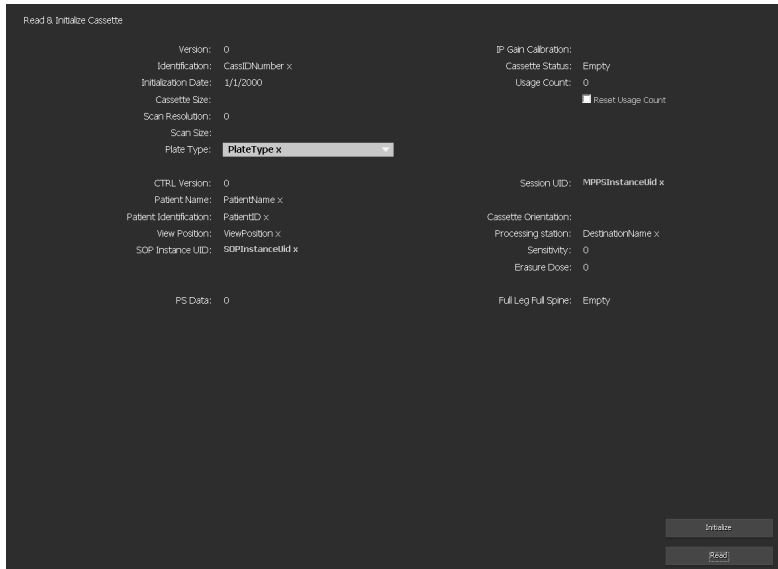 Read & Initialize Cassette
Version: 0
IP Gain Calibration:
Identification: CassIDNumber x
Cassette Status: Empty
Initialization Date: 1/1/2000
Usage Count: 0
Cassette Size:
Reset Usage Count
Scan Resolution: 0
Scan Size:
Plate Type: PlateType x
CTRL Version: 0
Session UID: MPPSInstanceUid x
Patient Name: PatientName x
Patient Identification: PatientID x
Cassette Orientation:
View Position: ViewPosition x
Processing station: DestinationName x
SOP Instance UID: SOPInstanceUid x
Sensitivity: 0
Erasure Dose: 0
PS Data: 0
Full Leg Full Spine: Empty
Initialize
Read